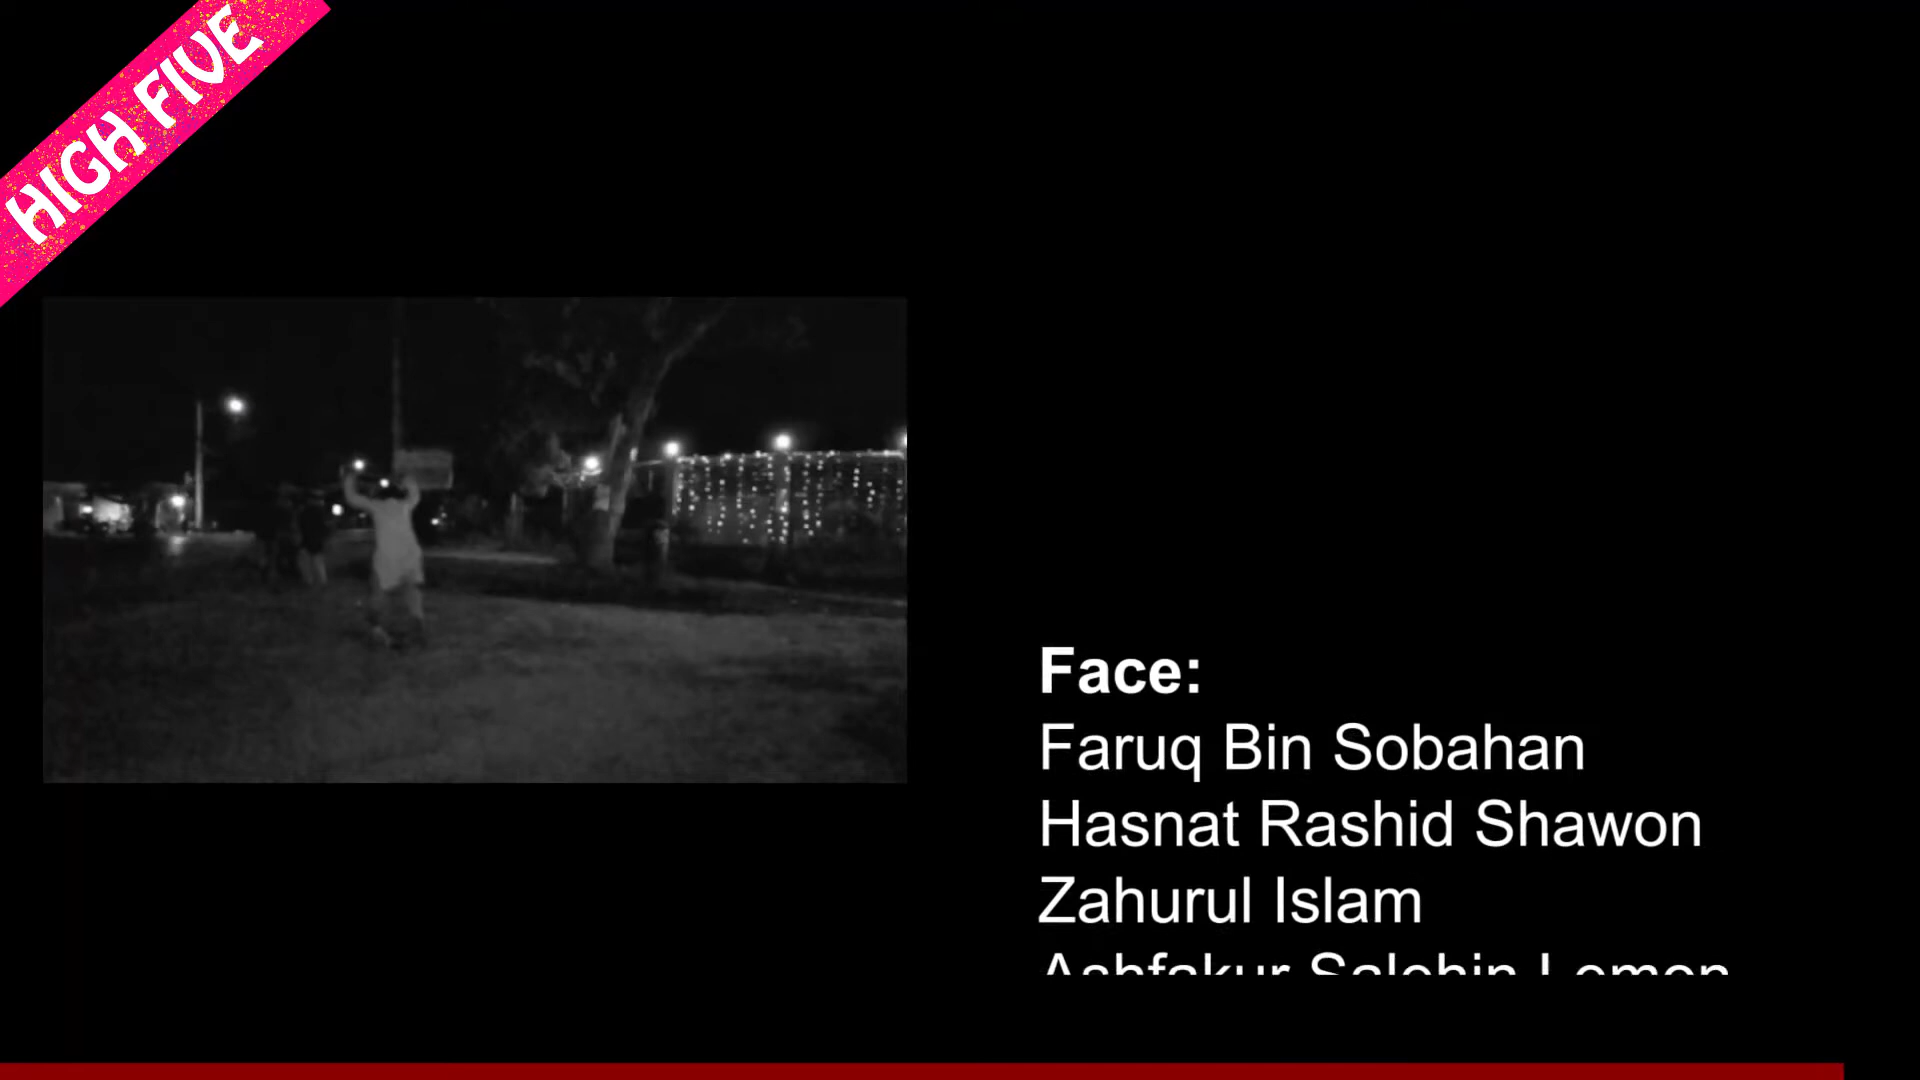 HIGH FIVE
Face:
Faruq Bin Sobahan
Hasnat Rashid Shawon
Zahurul Islam